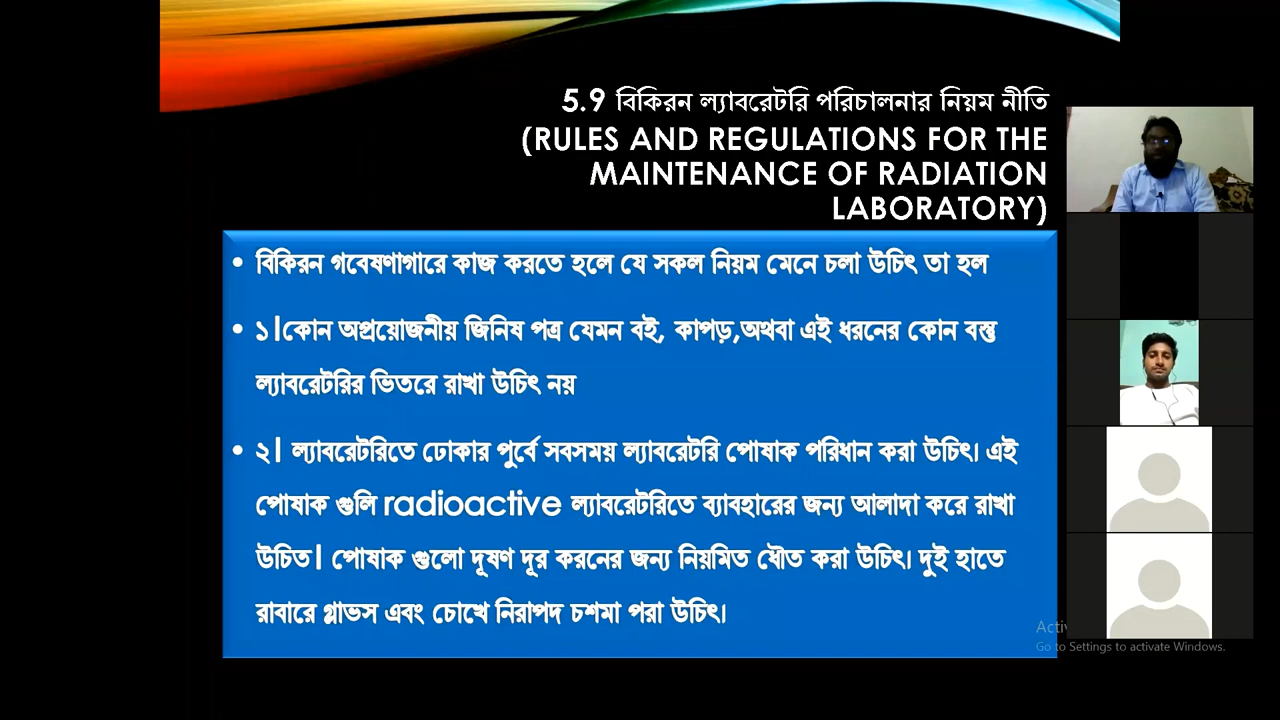 5.9 বিকিরন ল্যাবরেটরি পরিচালনার নিয়ম নীতি
(RULES AND REGULATIONS FOR THE
MAINTENANCE OF RADIATION
LABORATORY)
• বিকিরন গবেষণাগারে কাজ করতে হলে যে সকল নিয়ম মেনে চলা উচিৎ তা হল
• ১।কোন অপ্রয়োজনীয় জিনিষ পত্র যেমন বই, কাপড়,অথবা এই ধরনের কোন বস্তু
ল্যাবরেটরির ভিতরে রাখা উচিৎ নয়
• ২। ল্যাবরেটরিতে ঢোকার পুর্বে সবসময় ল্যাবরেটরি পোষাক পরিধান করা উচিৎ। এই
পোষাক গুলি radioactive ল্যাবরেটরিতে ব্যাবহারের জন্য আলাদা করে রাখা
উচিত। পোষাক গুলো দূষণ দূর করনের জন্য নিয়মিত ধৌত করা উচিৎ। দুই হাতে
রাবারে গ্লাভস এবং চোখে নিরাপদ চশমা পরা উচিৎ।
Go to Settings to activate Windows.